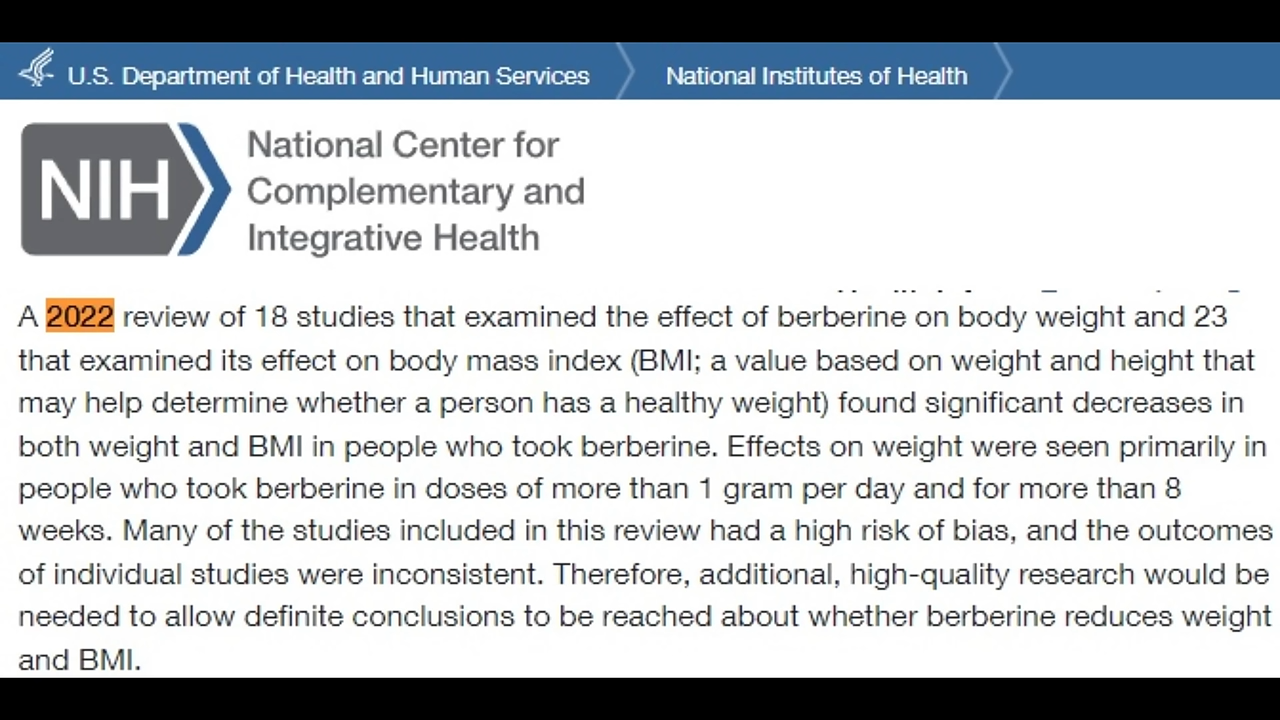 U.S. Department of Health and Human Services National Institutes of Health
NIH
National Center for
Complementary and
Integrative Health
A 2022 review of 18 studies that examined the effect of berberine on body weight and 23
that examined its effect on body mass index (BMI; a value based on weight and height that
may help determine whether a person has a healthy weight) found significant decreases in
both weight and BMI in people who took berberine. Effects on weight were seen primarily in
people who took berberine in doses of more than 1 gram per day and for more than 8
weeks. Many of the studies included in this review had a high risk of bias, and the outcomes
of individual studies were inconsistent. Therefore, additional, high-quality research would be
needed to allow definite conclusions to be reached about whether berberine reduces weight
and BMI.